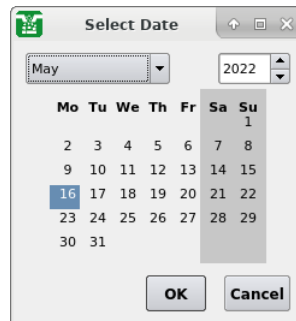 Select Date
May 2022
Mo Tu We Th Fr Sa Su
1
2 3 4 5 6 7 8
9 10 11 12 13 14 15
16 17 18 19 20 21 22
23 24 25 26 27 28 29
30 31
OK Cancel